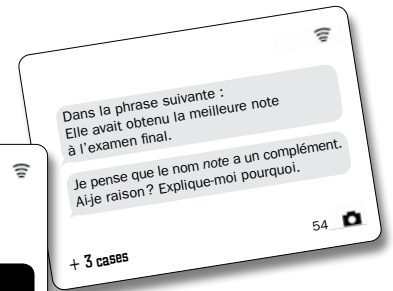 Dans la phrase suivante :
Elle avait obtenu la meilleure note
à l'examen final.
Je pense que le nom note a un complément.
Ai-je raison ? Explique-moi pourquoi.
54
+ 3 cases